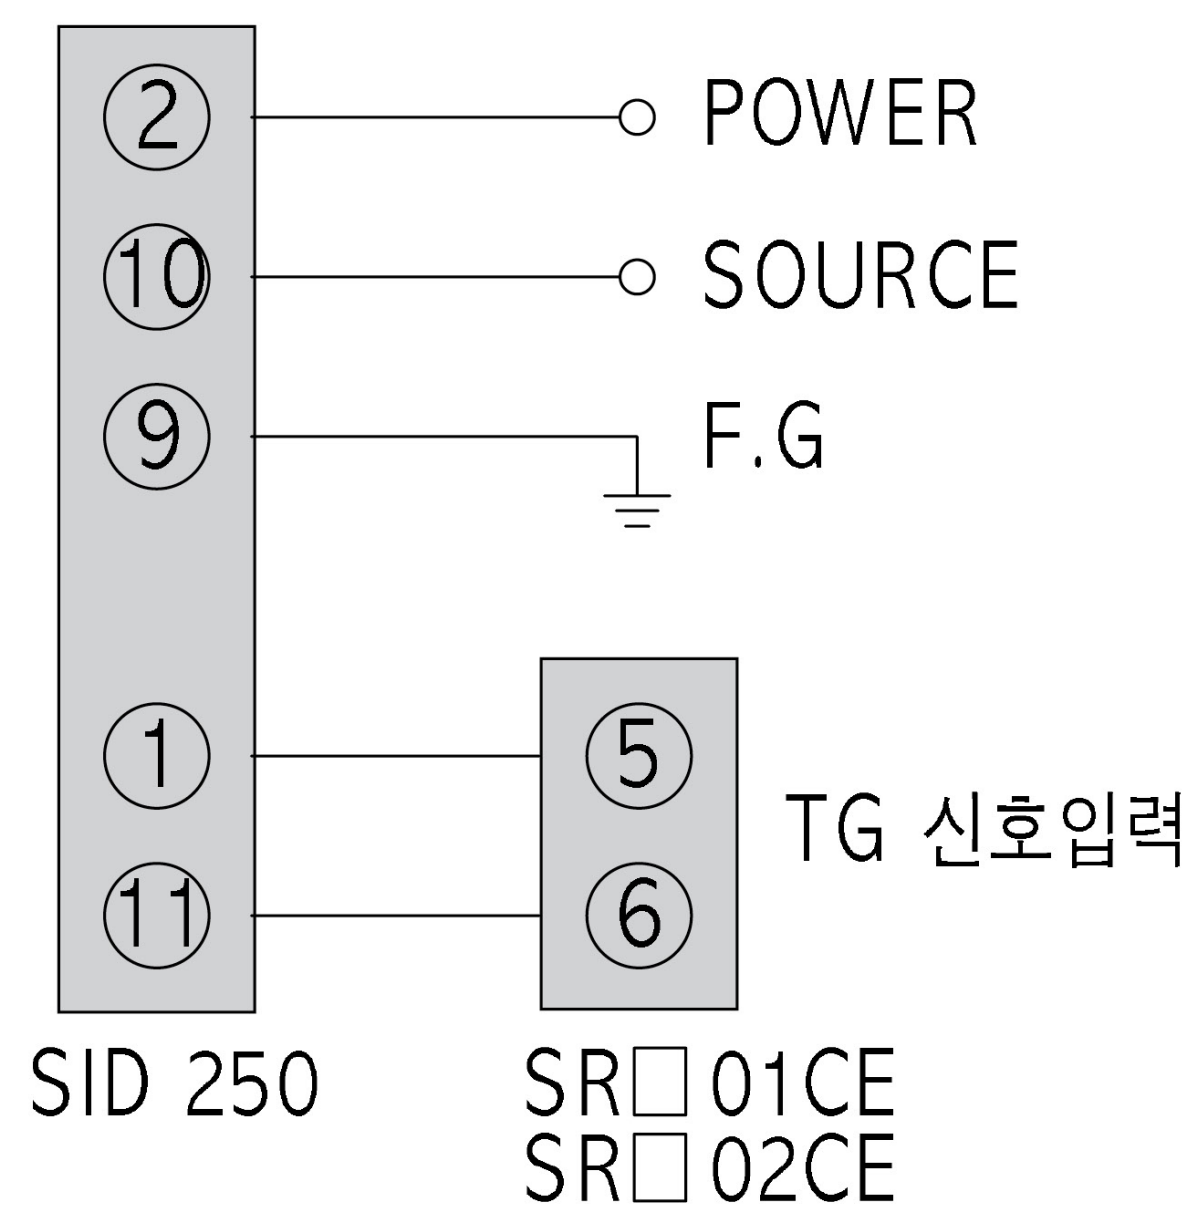 2 POWER
10 SOURCE
9 F.G
1 5
TG 신호입력
11 6
SID 250 SR□01CE
SR□02CE